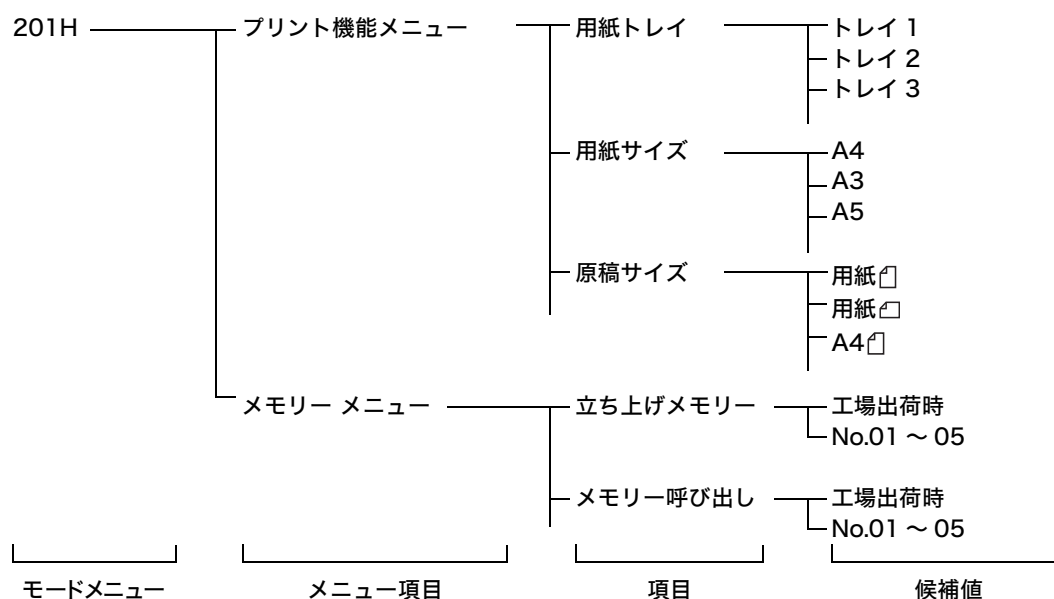 201H プリント機能メニュー 用紙トレイ トレイ 1
トレイ 2
トレイ 3
用紙サイズ A4
A3
A5
原稿サイズ 用紙
用紙
A4
メモリー メニュー 立ち上げメモリー 工場出荷時
No.01 ～ 05
メモリー呼び出し 工場出荷時
No.01 ～ 05
モードメニュー メニュー項目 項目 候補値